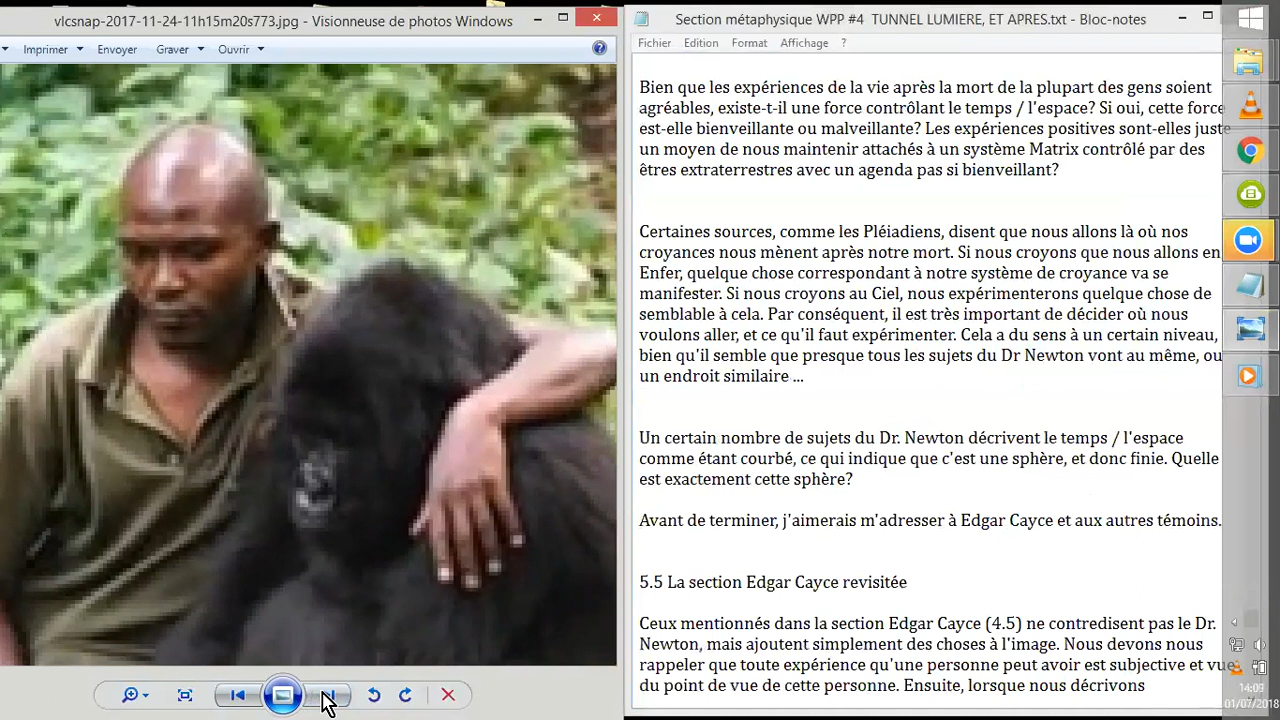 vlcsnap-2017-11-24-11h15m20s773.jpg - Visionneuse de photos Windows
Imprimer Envoyer Graver Ouvrir
Section métaphysique WPP #4 TUNNEL LUMIERE, ET APRES.txt - Bloc-notes
Fichier Edition Format Affichage ?
Bien que les expériences de la vie après la mort de la plupart des gens soient
agréables, existe-t-il une force contrôlant le temps / l'espace? Si oui, cette force
est-elle bienveillante ou malveillante? Les expériences positives sont-elles juste
un moyen de nous maintenir attachés à un système Matrix contrôlé par des
êtres extraterrestres avec un agenda pas si bienveillant?
Certaines sources, comme les Pléiadiens, disent que nous allons là où nos
croyances nous mènent après notre mort. Si nous croyons que nous allons en
Enfer, quelque chose correspondant à notre système de croyance va se
manifester. Si nous croyons au Ciel, nous expérimenterons quelque chose de
semblable à cela. Par conséquent, il est très important de décider où nous
voulons aller, et ce qu'il faut expérimenter. Cela a du sens à un certain niveau,
bien qu'il semble que presque tous les sujets du Dr Newton vont au même, ou
un endroit similaire ...
Un certain nombre de sujets du Dr. Newton décrivent le temps / l'espace
comme étant courbé, ce qui indique que c'est une sphère, et donc finie. Quelle
est exactement cette sphère?
Avant de terminer, j'aimerais m'adresser à Edgar Cayce et aux autres témoins.
5.5 La section Edgar Cayce revisitée
Ceux mentionnés dans la section Edgar Cayce (4.5) ne contredisent pas le Dr.
Newton, mais ajoutent simplement des choses à l'image. Nous devons nous
rappeler que toute expérience qu'une personne peut avoir est subjective et vue
du point de vue de cette personne. Ensuite, lorsque nous décrivons
14:09
01/07/2018